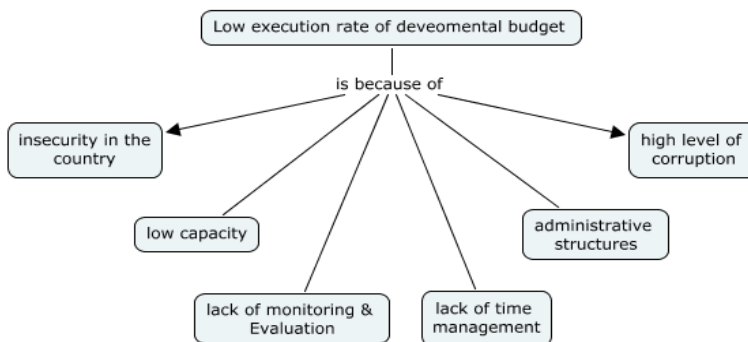 Low execution rate of deveomental budget
is because of
insecurity in the
country
high level of
corruption
low capacity
administrative
structures
lack of monitoring &
Evaluation
lack of time
management